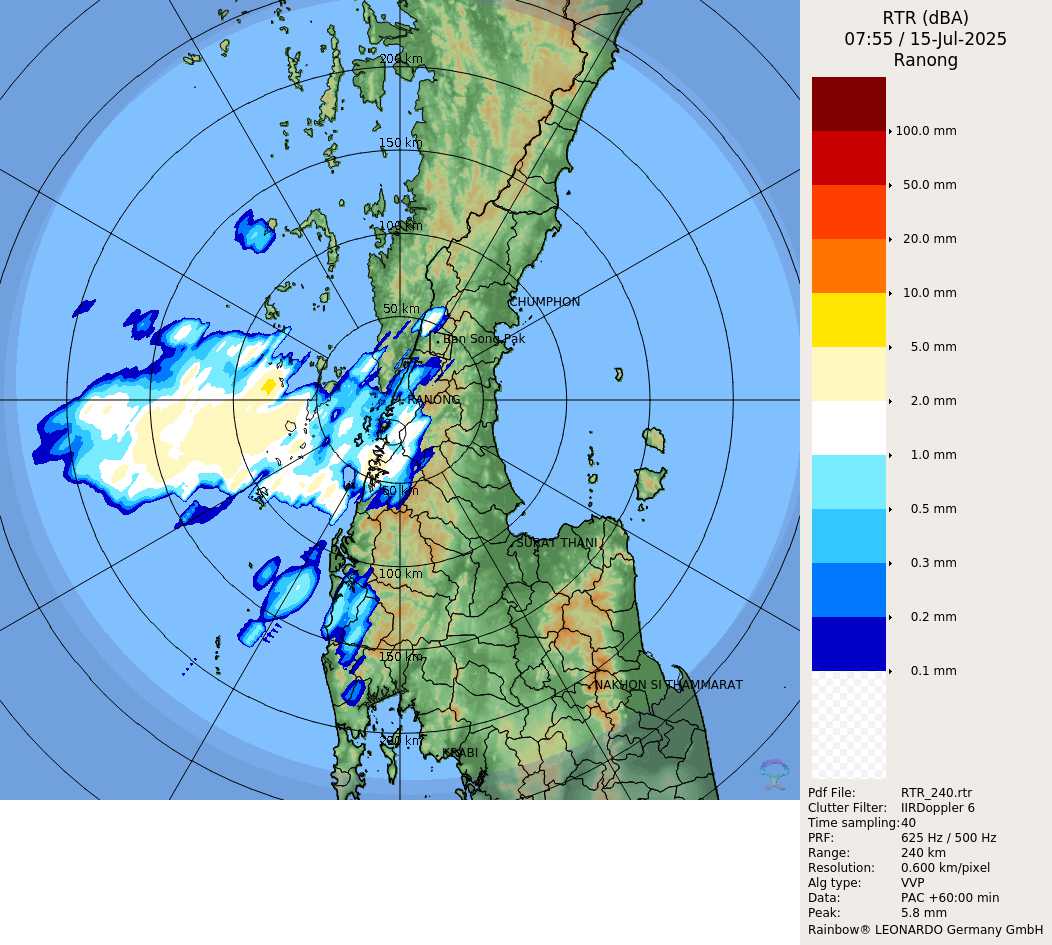 RTR (dBA)
07:55 / 15-Jul-2025
Ranong
200 km
150 km
100 km
50 km
CHUMPHON
Ban Song Pak
RANONG
50 km
SURAT THANI
100 km
150 km
NAKHON SI THAMMARAT
200 km
KRABI
100.0 mm
50.0 mm
20.0 mm
10.0 mm
5.0 mm
2.0 mm
1.0 mm
0.5 mm
0.3 mm
0.2 mm
0.1 mm
Pdf File: RTR_240.rtr
Clutter Filter: IIRDoppler 6
Time sampling:40
PRF: 625 Hz / 500 Hz
Range: 240 km
Resolution: 0.600 km/pixel
Alg type: VVP
Data: PAC +60:00 min
Peak: 5.8 mm
Rainbow® LEONARDO Germany GmbH